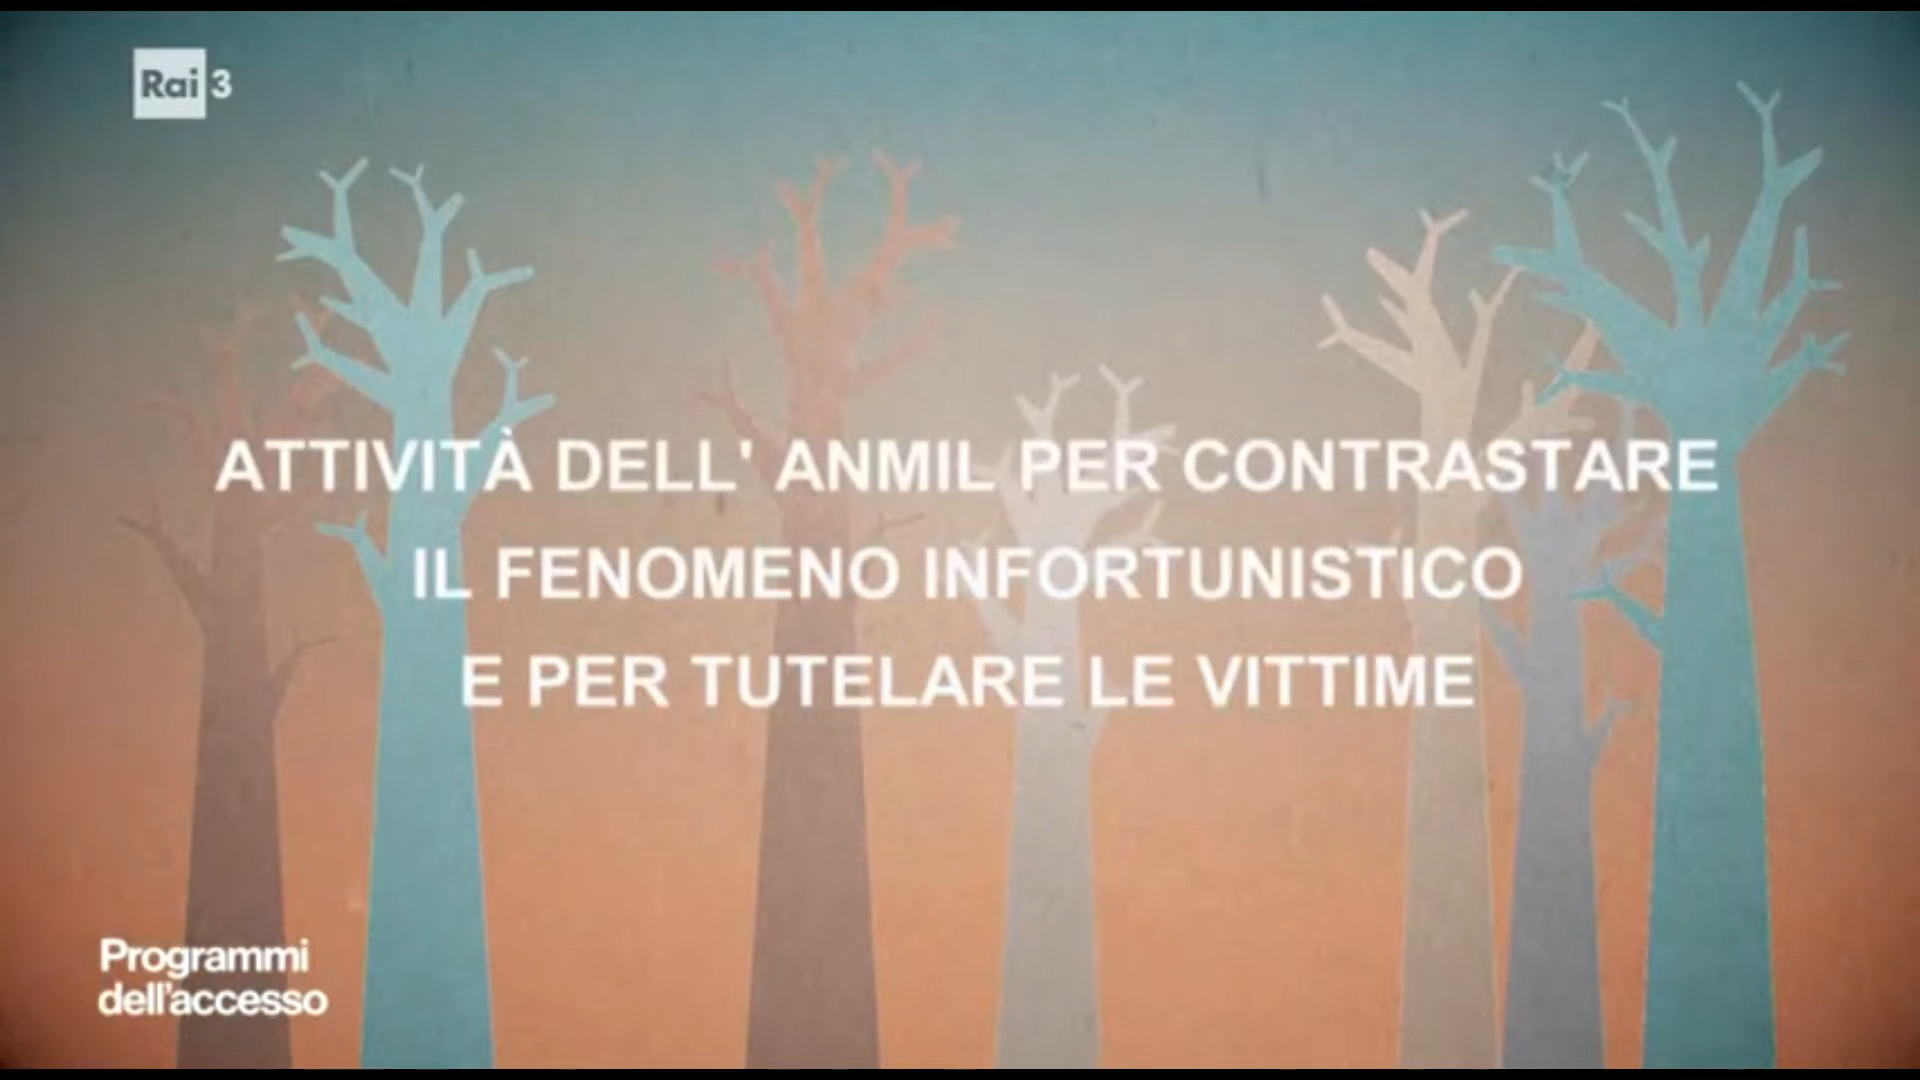 Rai 3
ATTIVITÀ DELL' ANMIL PER CONTRASTARE
IL FENOMENO INFORTUNISTICO
E PER TUTELARE LE VITTIME
Programmi
dell'accesso